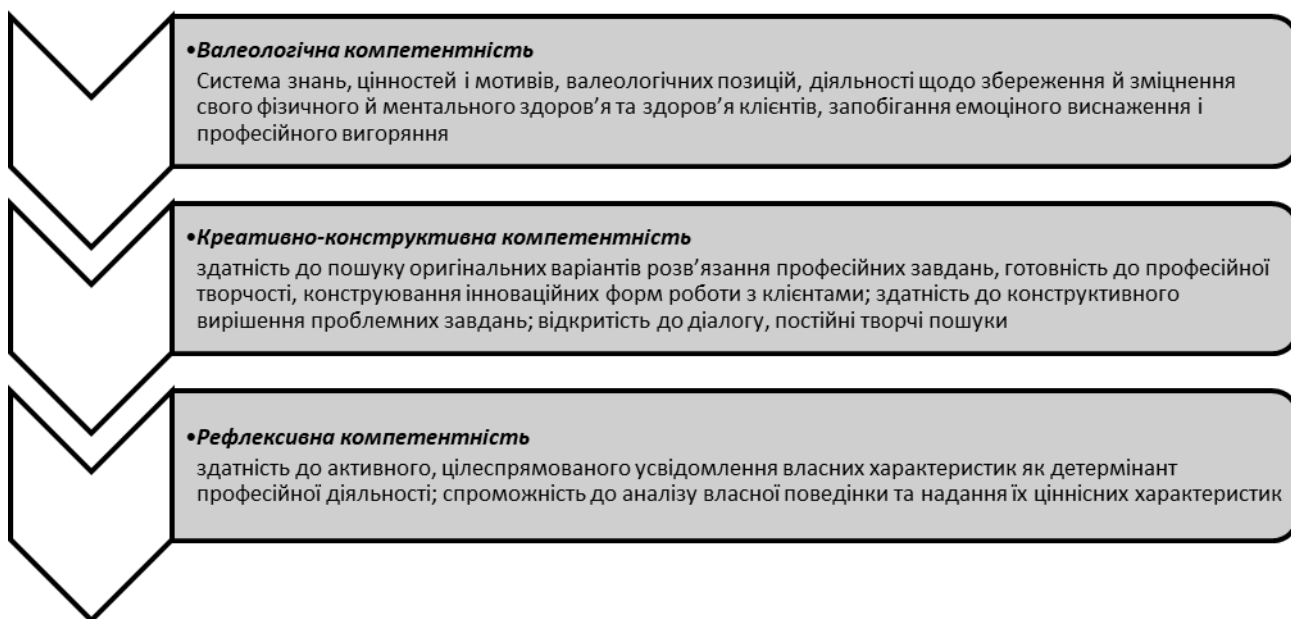 •Валеологічна компетентність
Система знань, цінностей і мотивів, валеологічних позицій, діяльності щодо збереження й зміцнення
свого фізичного й ментального здоров’я та здоров’я клієнтів, запобігання емоціного виснаження і
професійного вигоряння
•Креативно-конструктивна компетентність
здатність до пошуку оригінальних варіантів розв’язання професійних завдань, готовність до професійної
творчості, конструювання інноваційних форм роботи з клієнтами; здатність до конструктивного
вирішення проблемних завдань; відкритість до діалогу, постійні творчі пошуки
•Рефлексивна компетентність
здатність до активного, цілеспрямованого усвідомлення власних характеристик як детермінант
професійної діяльності; спроможність до аналізу власної поведінки та надання їх ціннісних характеристик